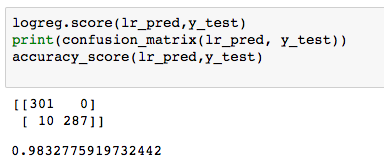 logreg.score(lr_pred,y_test)
print(confusion_matrix(lr_pred, y_test))
accuracy_score(lr_pred,y_test)
[[301   0]
 [ 10 287]]
0.9832775919732442